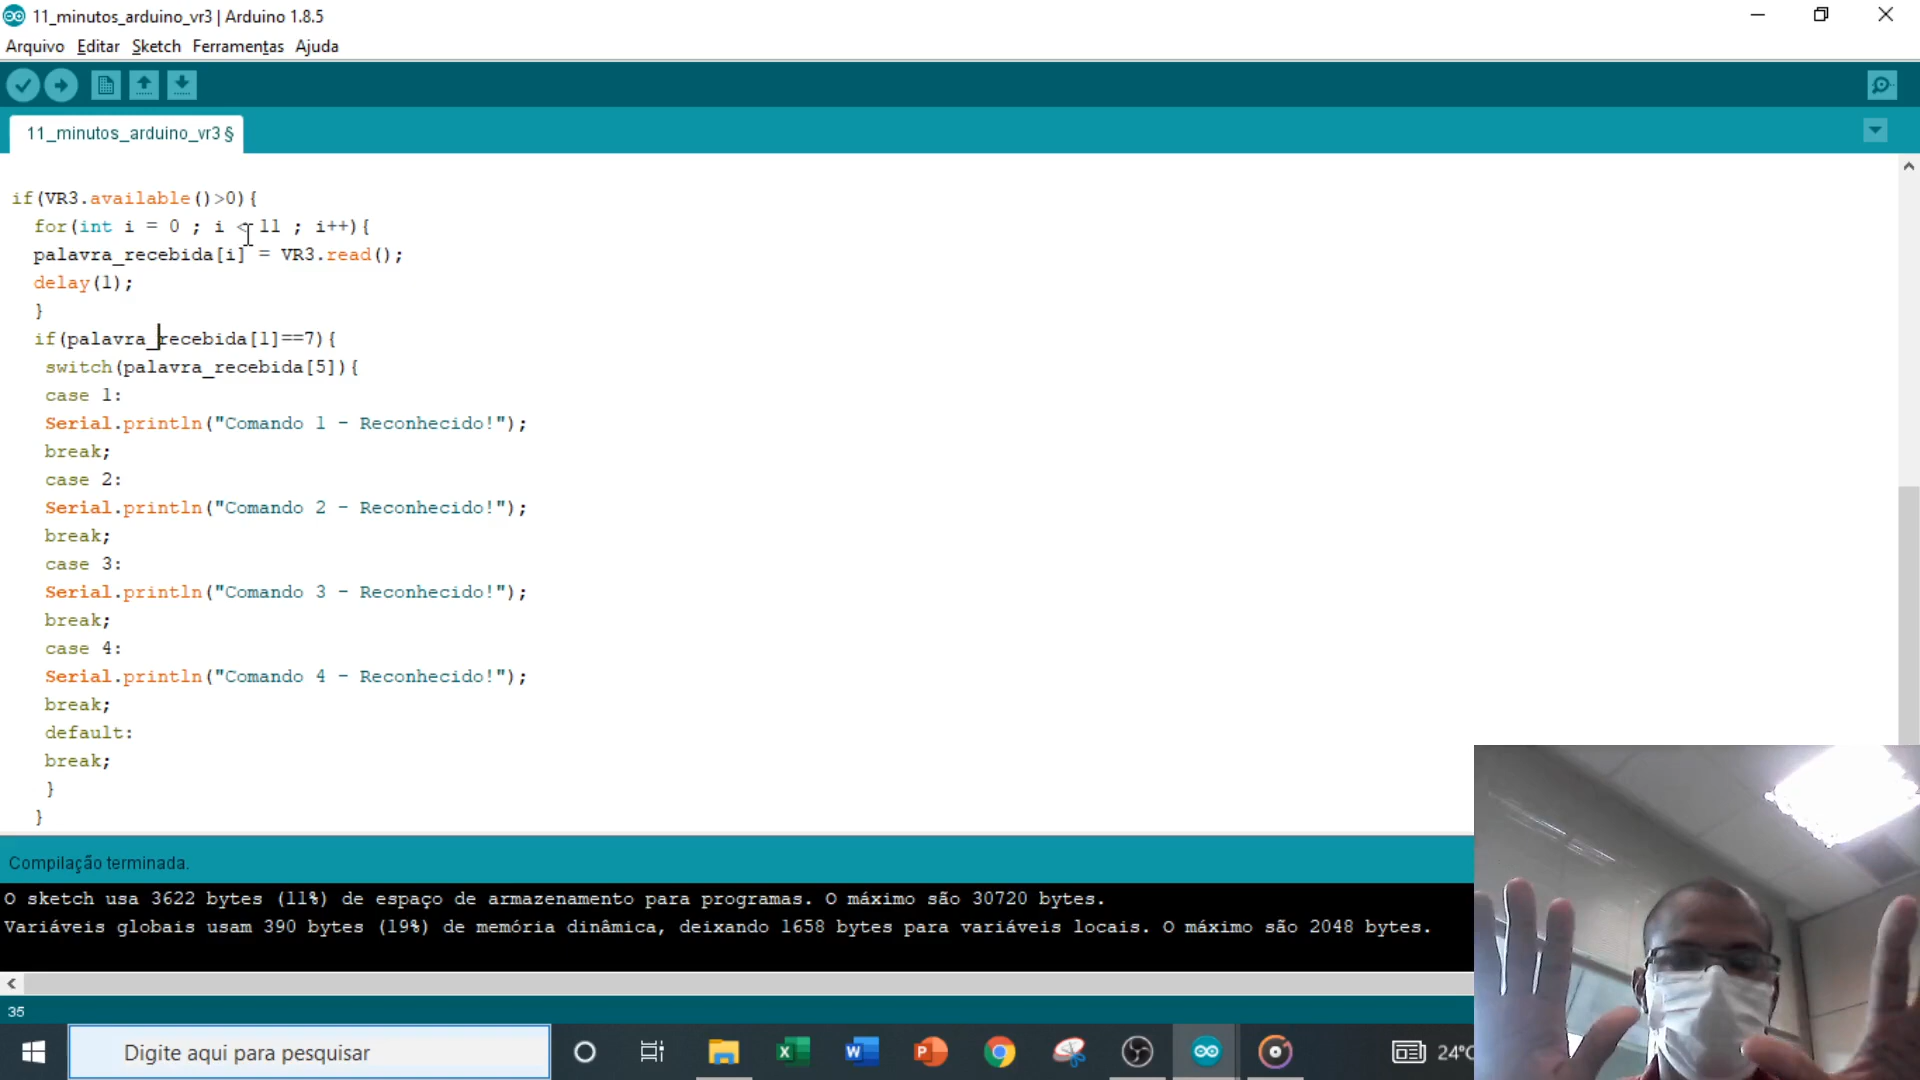 11_minutos_arduino_vr3 | Arduino 1.8.5
Arquivo Editar Sketch Ferramentas Ajuda
11_minutos_arduino_vr3 §
if(VR3.available()>0){
for(int i = 0 ; i < 11 ; i++){
palavra_recebida[i] = VR3.read();
delay(1);
}
if(palavra_recebida[1]==7){
switch(palavra_recebida[5]){
case 1:
Serial.println("Comando 1 - Reconhecido!");
break;
case 2:
Serial.println("Comando 2 - Reconhecido!");
break;
case 3:
Serial.println("Comando 3 - Reconhecido!");
break;
case 4:
Serial.println("Comando 4 - Reconhecido!");
break;
default:
break;
}
}
Compilação terminada.
O sketch usa 3622 bytes (11%) de espaço de armazenamento para programas. O máximo são 30720 bytes.
Variáveis globais usam 390 bytes (19%) de memória dinâmica, deixando 1658 bytes para variáveis locais. O máximo são 2048 bytes.
35
Digite aqui para pesquisar
24°C